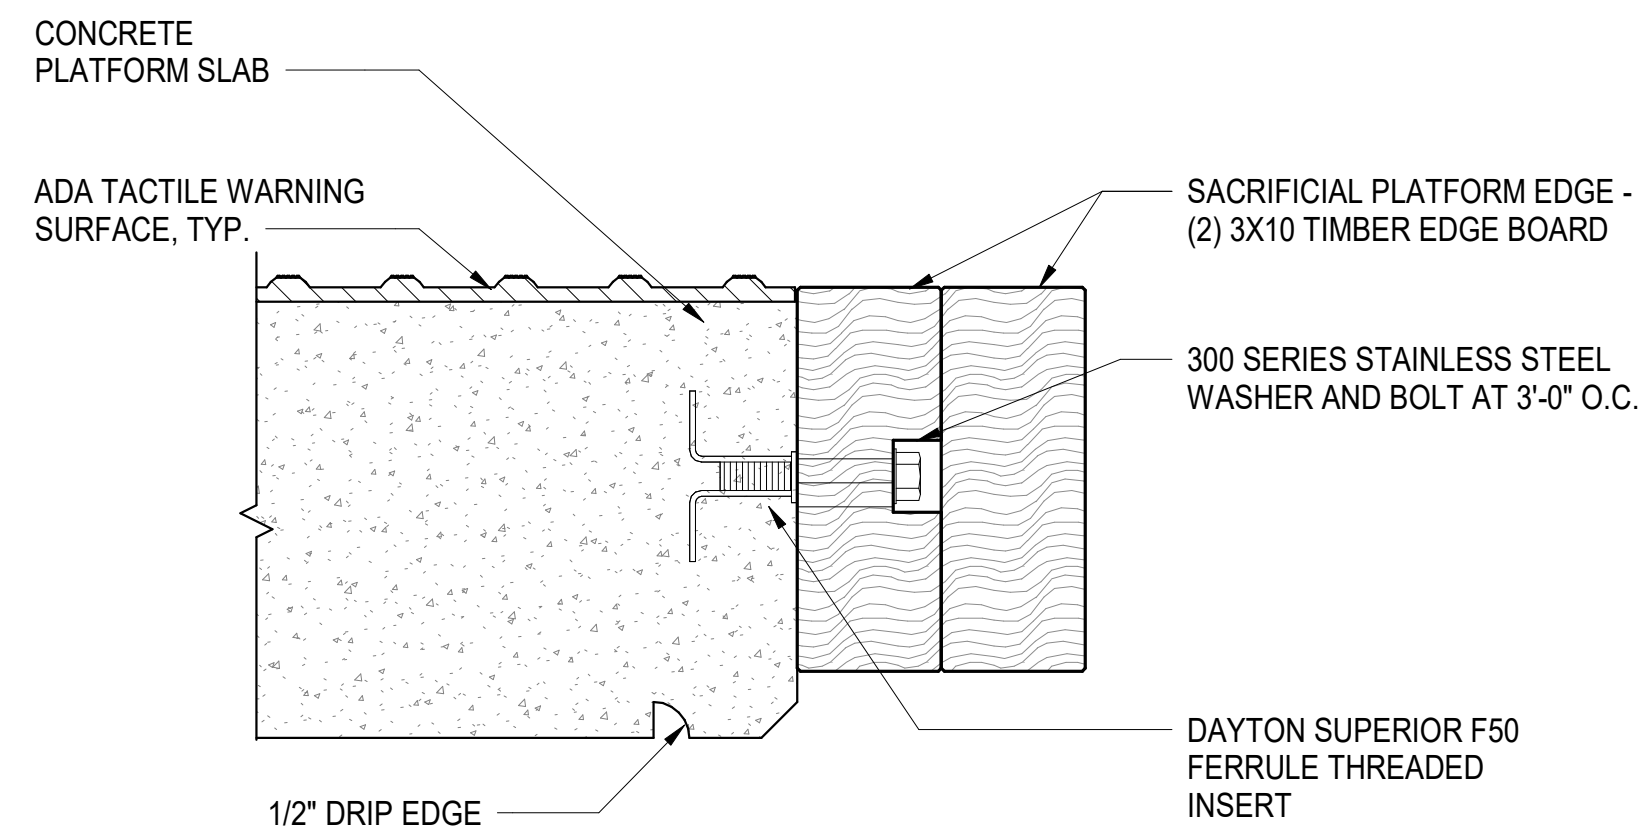 CONCRETE
PLATFORM SLAB
ADA TACTILE WARNING
SURFACE, TYP.
SACRIFICIAL PLATFORM EDGE -
(2) 3X10 TIMBER EDGE BOARD
300 SERIES STAINLESS STEEL
WASHER AND BOLT AT 3'-0" O.C.
DAYTON SUPERIOR F50
FERRULE THREADED
INSERT
1/2" DRIP EDGE